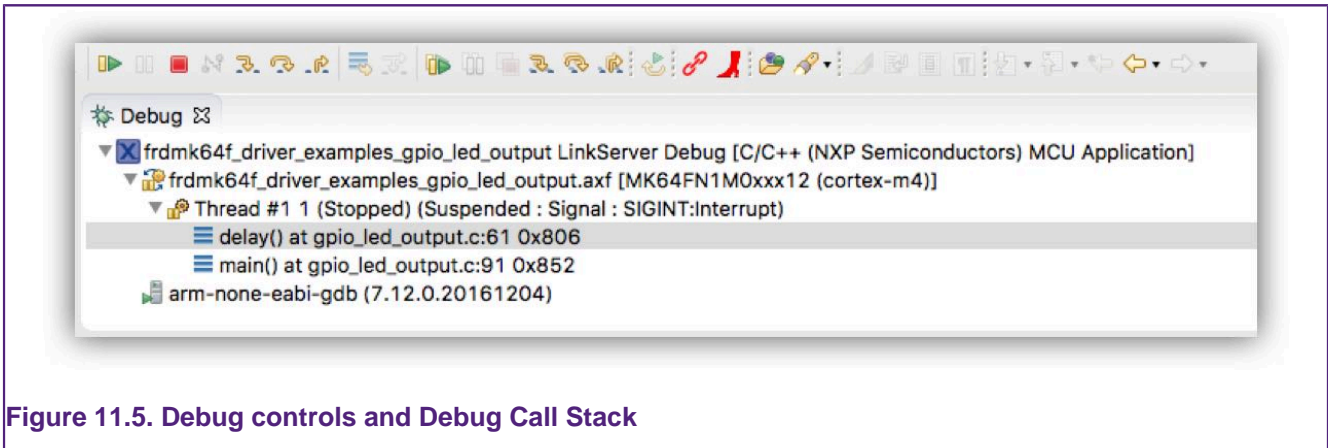 Debug
frdmk64f_driver_examples_gpio_led_output LinkServer Debug [C/C++ (NXP Semiconductors) MCU Application]
frdmk64f_driver_examples_gpio_led_output.axf [MK64FN1M0xxx12 (cortex-m4)]
Thread #1 1 (Stopped) (Suspended : Signal : SIGINT:Interrupt)
delay() at gpio_led_output.c:61 0x806
main() at gpio_led_output.c:91 0x852
arm-none-eabi-gdb (7.12.0.20161204)
Figure 11.5. Debug controls and Debug Call Stack